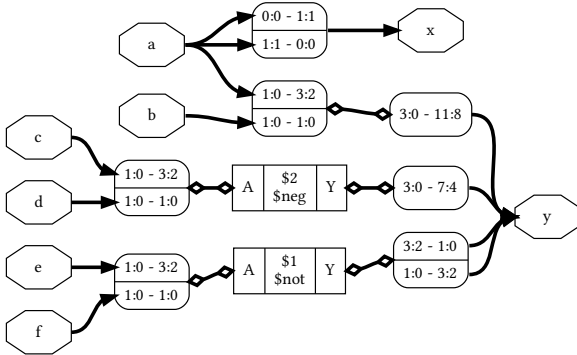 0:0 - 1:1
1:1 - 0:0
x
a
1:0 - 3:2
1:0 - 1:0
3:0 - 11:8
b
c
1:0 - 3:2
1:0 - 1:0
A
$2
$neg
Y
3:0 - 7:4
d
y
e
1:0 - 3:2
1:0 - 1:0
A
$1
$not
Y
3:2 - 1:0
1:0 - 3:2
f